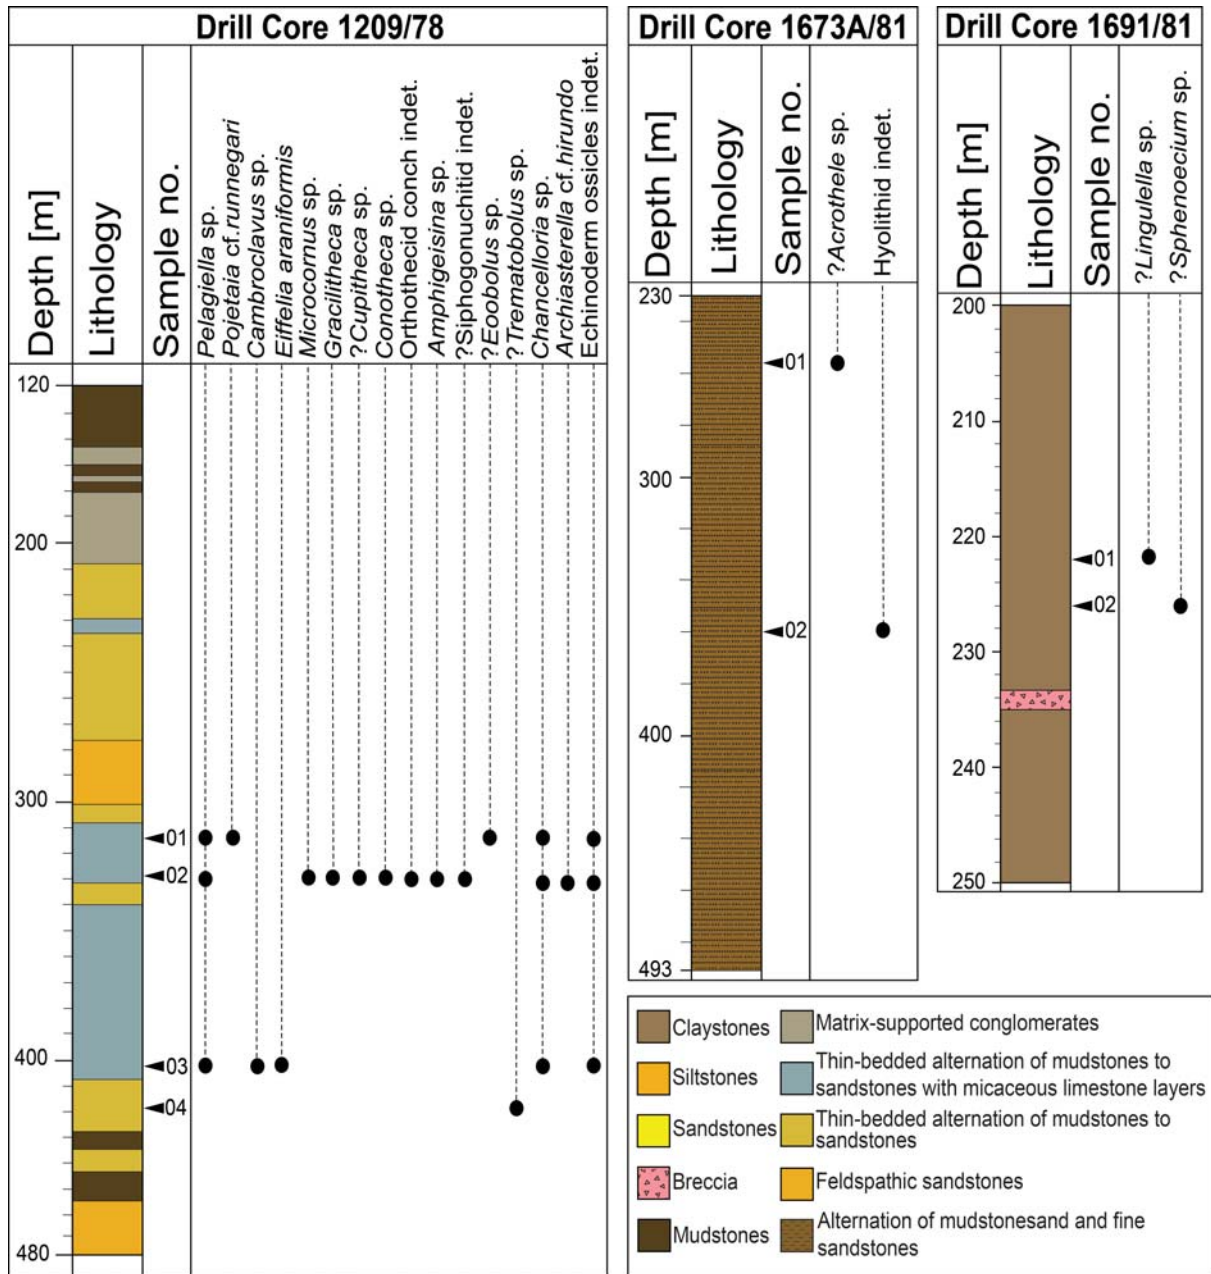 Drill Core 1209/78
Depth [m]
Lithology
Sample no.
Pelagiella sp.
Pojetaia cf.runnegari
Cambroclavus sp.
Eiffelia araniformis
Microcornus sp.
Gracilitheca sp.
?Cupitheca sp.
Conotheca sp.
Orthothecid conch indet.
Amphigeisina sp.
?Siphogonuchitid indet.
?Eoobolus sp.
?Trematobolus sp.
Chancelloria sp.
Archiasterella cf.hirundo
Echinoderm ossicles indet.
120
200
300
01
02
400
03
04
480
Drill Core 1673A/81
Depth [m]
Lithology
Sample no.
?Acrothele sp.
Hyolithid indet.
230
01
300
02
400
493
Drill Core 1691/81
Depth [m]
Lithology
Sample no.
?Lingulella sp.
?Sphenoecium sp.
200
210
220
01
02
230
240
250
Claystones
Siltstones
Sandstones
Breccia
Mudstones
Matrix-supported conglomerates
Thin-bedded alternation of mudstones to
sandstones with micaceous limestone layers
Thin-bedded alternation of mudstones to
sandstones
Feldspathic sandstones
Alternation of mudstonesand and fine
sandstones